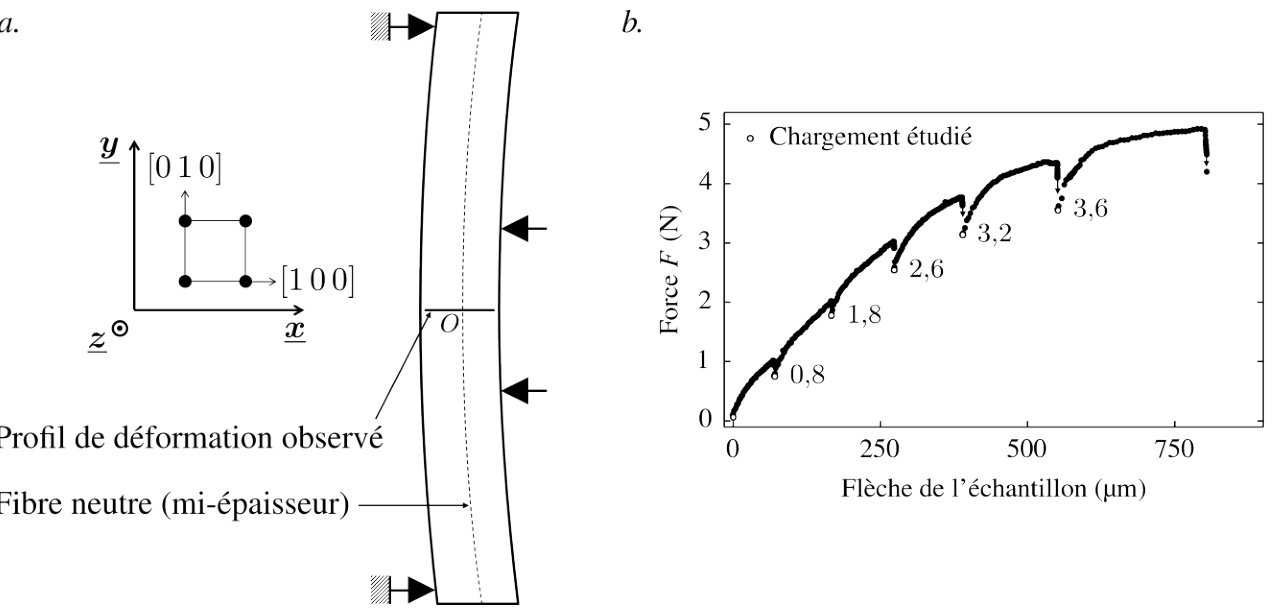 a.
y
[0 1 0]
[1 0 0]
z
x
O
Profil de déformation observé
Fibre neutre (mi-épaisseur)
b.
Force F (N)
5
4
3
2
1
0
Chargement étudié
0,8
1,8
2,6
3,2
3,6
0 250 500 750
Flèche de l'échantillon (μm)